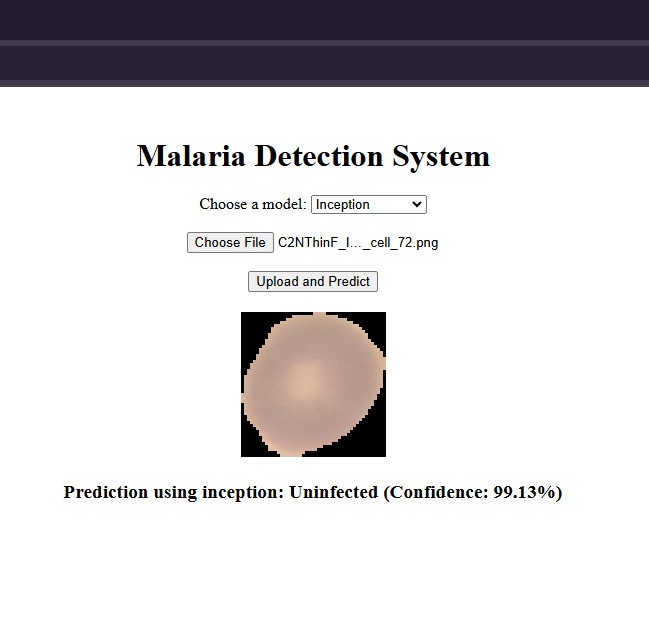 Malaria Detection System
Choose a model: Inception
Choose File C2NThinF_I..._cell_72.png
Upload and Predict
Prediction using inception: Uninfected (Confidence: 99.13%)